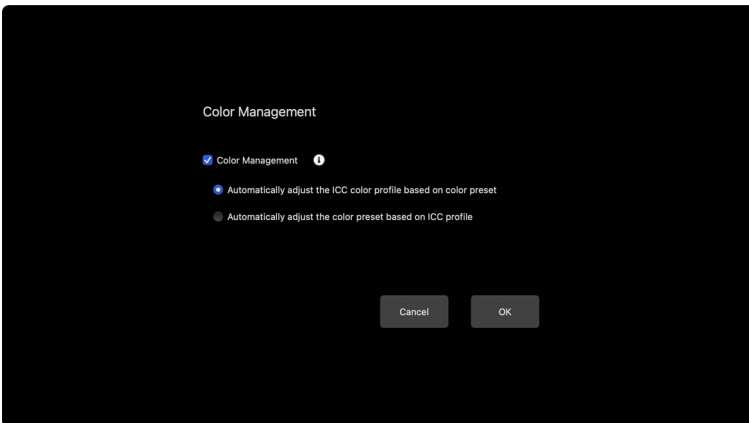 Color Management
Color Management
Automatically adjust the ICC color profile based on color preset
Automatically adjust the color preset based on ICC profile
Cancel OK